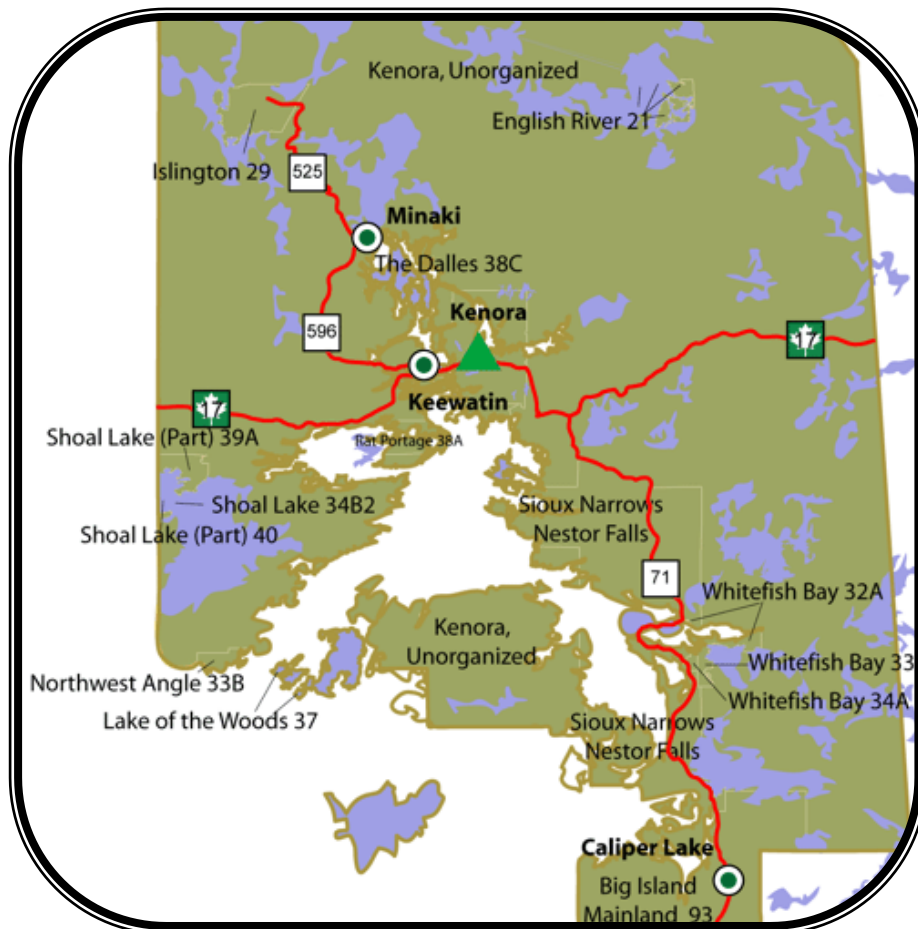 Kenora, Unorganized
English River 21
Islington 29
525
Minaki
The Dalles 38C
Kenora
596
17
17
Keewatin
Shoal Lake (Part) 39A
Rat Portage 38A
Shoal Lake 34B2
Sioux Narrows
Nestor Falls
Shoal Lake (Part) 40
71
Whitefish Bay 32A
Kenora,
Unorganized
Whitefish Bay 33
Northwest Angle 33B
Whitefish Bay 34A
Lake of the Woods 37
Sioux Narrows
Nestor Falls
Caliper Lake
Big Island
Mainland 93